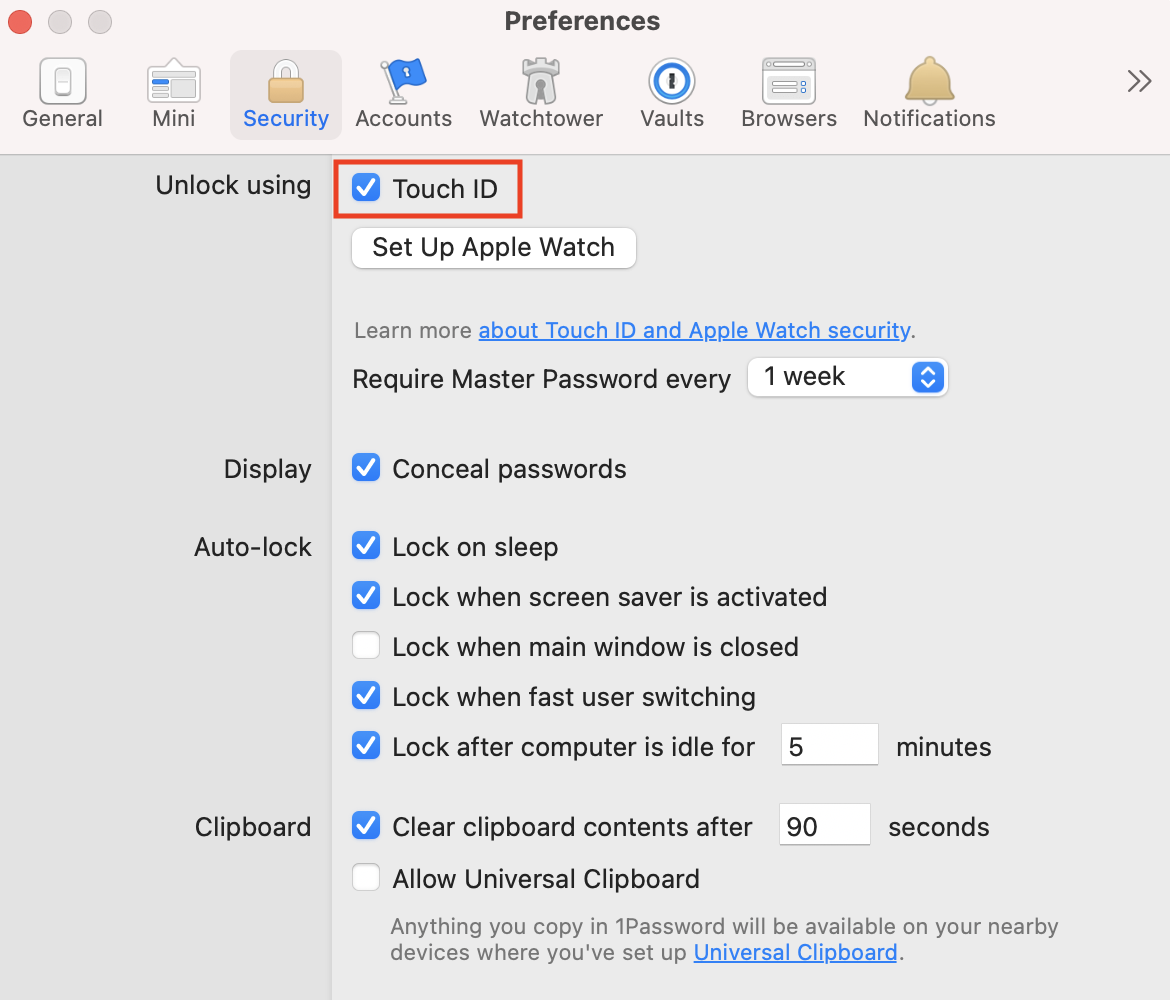 Preferences
General Mini Security Accounts Watchtower Vaults Browsers Notifications
Unlock using Touch ID
Set Up Apple Watch
Learn more about Touch ID and Apple Watch security.
Require Master Password every 1 week
Display Conceal passwords
Auto-lock Lock on sleep
Lock when screen saver is activated
Lock when main window is closed
Lock when fast user switching
Lock after computer is idle for 5 minutes
Clipboard Clear clipboard contents after 90 seconds
Allow Universal Clipboard
Anything you copy in 1Password will be available on your nearby
devices where you've set up Universal Clipboard.